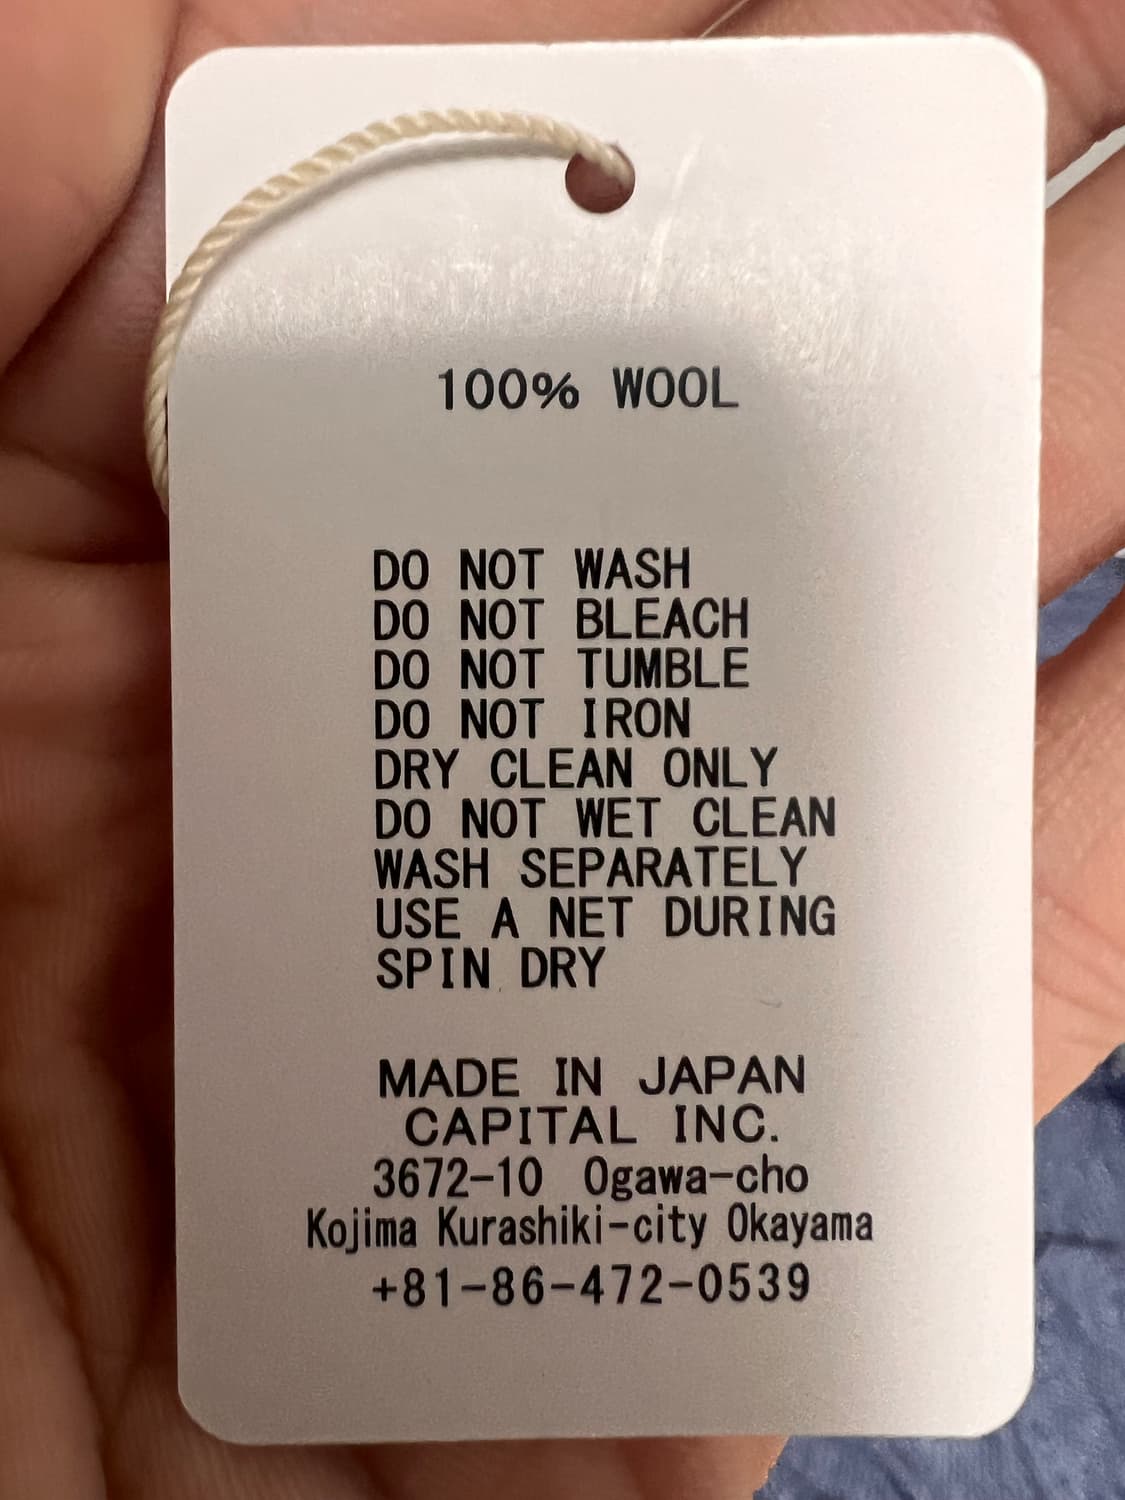 100% WOOL
DO NOT WASH
DO NOT BLEACH
DO NOT TUMBLE
DO NOT IRON
DRY CLEAN ONLY
DO NOT WET CLEAN
WASH SEPARATELY
USE A NET DURING
SPIN DRY
MADE IN JAPAN
CAPITAL INC.
3672-10 Ogawa-cho
Kojima Kurashiki-city Okayama
+81-86-472-0539